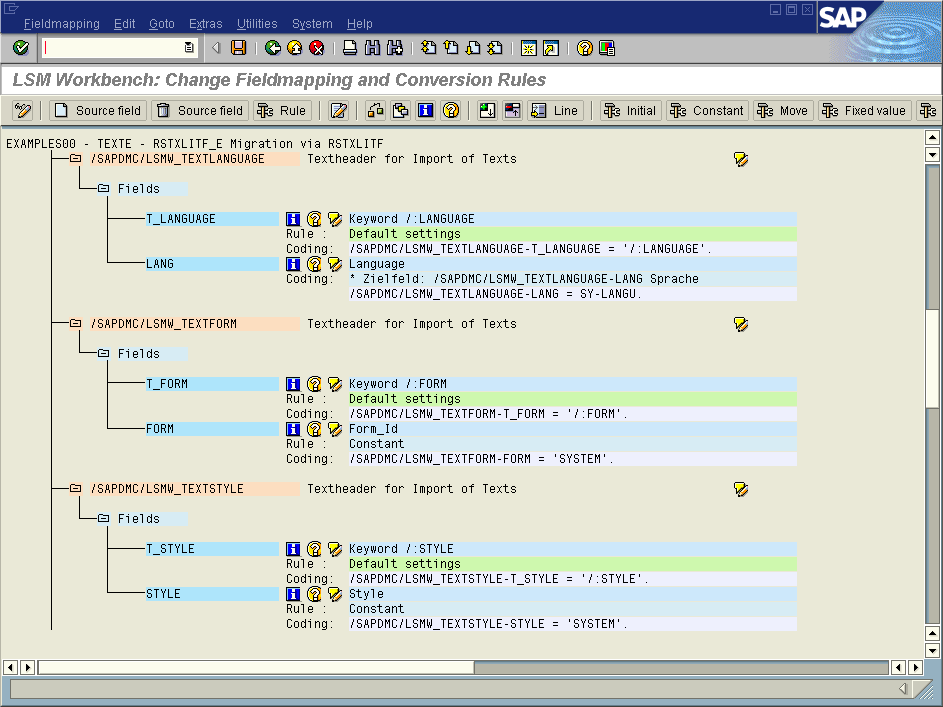 Fieldmapping Edit Goto Extras Utilities System Help
SAP
LSM Workbench: Change Fieldmapping and Conversion Rules
Source field Source field Rule Line Initial Constant Move Fixed value
EXAMPLES00 - TEXTE - RSTXLITF_E Migration via RSTXLITF
/SAPDMC/LSMW_TEXTLANGUAGE Textheader for Import of Texts
Fields
T_LANGUAGE Keyword /:LANGUAGE
Rule : Default settings
Coding: /SAPDMC/LSMW_TEXTLANGUAGE-T_LANGUAGE = '/:LANGUAGE'.
LANG Language
Coding: * Zielfeld: /SAPDMC/LSMW_TEXTLANGUAGE-LANG Sprache
/SAPDMC/LSMW_TEXTLANGUAGE-LANG = SY-LANGU.
/SAPDMC/LSMW_TEXTFORM Textheader for Import of Texts
Fields
T_FORM Keyword /:FORM
Rule : Default settings
Coding: /SAPDMC/LSMW_TEXTFORM-T_FORM = '/:FORM'.
FORM Form_Id
Rule : Constant
Coding: /SAPDMC/LSMW_TEXTFORM-FORM = 'SYSTEM'.
/SAPDMC/LSMW_TEXTSTYLE Textheader for Import of Texts
Fields
T_STYLE Keyword /:STYLE
Rule : Default settings
Coding: /SAPDMC/LSMW_TEXTSTYLE-T_STYLE = '/:STYLE'.
STYLE Style
Rule : Constant
Coding: /SAPDMC/LSMW_TEXTSTYLE-STYLE = 'SYSTEM'.